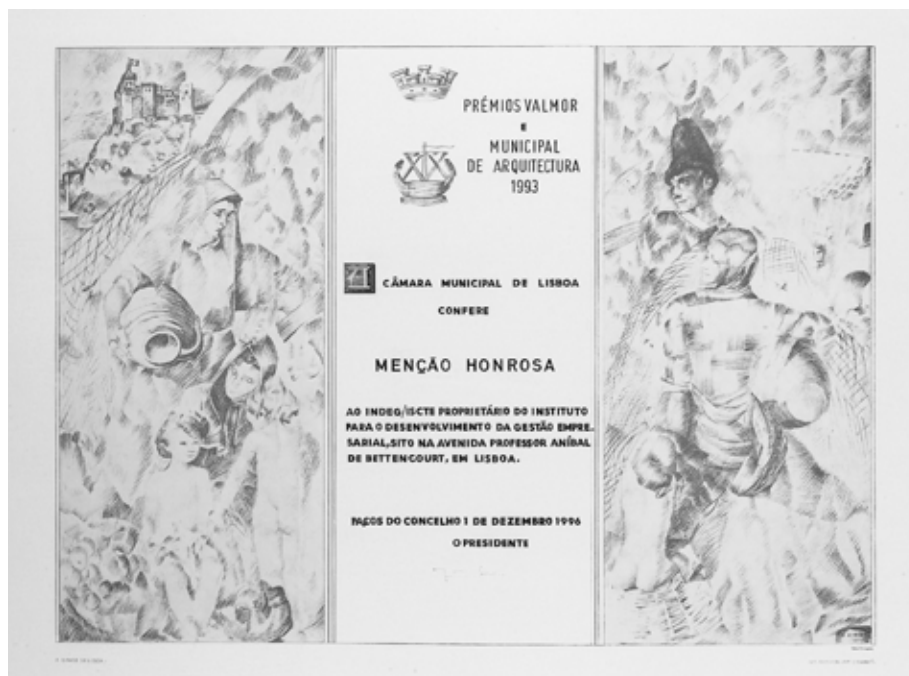 PRÉMIOS VALMOR
E
MUNICIPAL
DE ARQUITECTURA
1993
A CÂMARA MUNICIPAL DE LISBOA
CONFERE
MENÇÃO HONROSA
AO INDEG/ISCTE PROPRIETÁRIO DO INSTITUTO
PARA O DESENVOLVIMENTO DA GESTÃO EMPRE.
SARIAL, SITO NA AVENIDA PROFESSOR ANÍBAL
DE BETTENCOURT, EM LISBOA.
PAÇOS DO CONCELHO 1 DE DEZEMBRO 1996
O PRESIDENTE